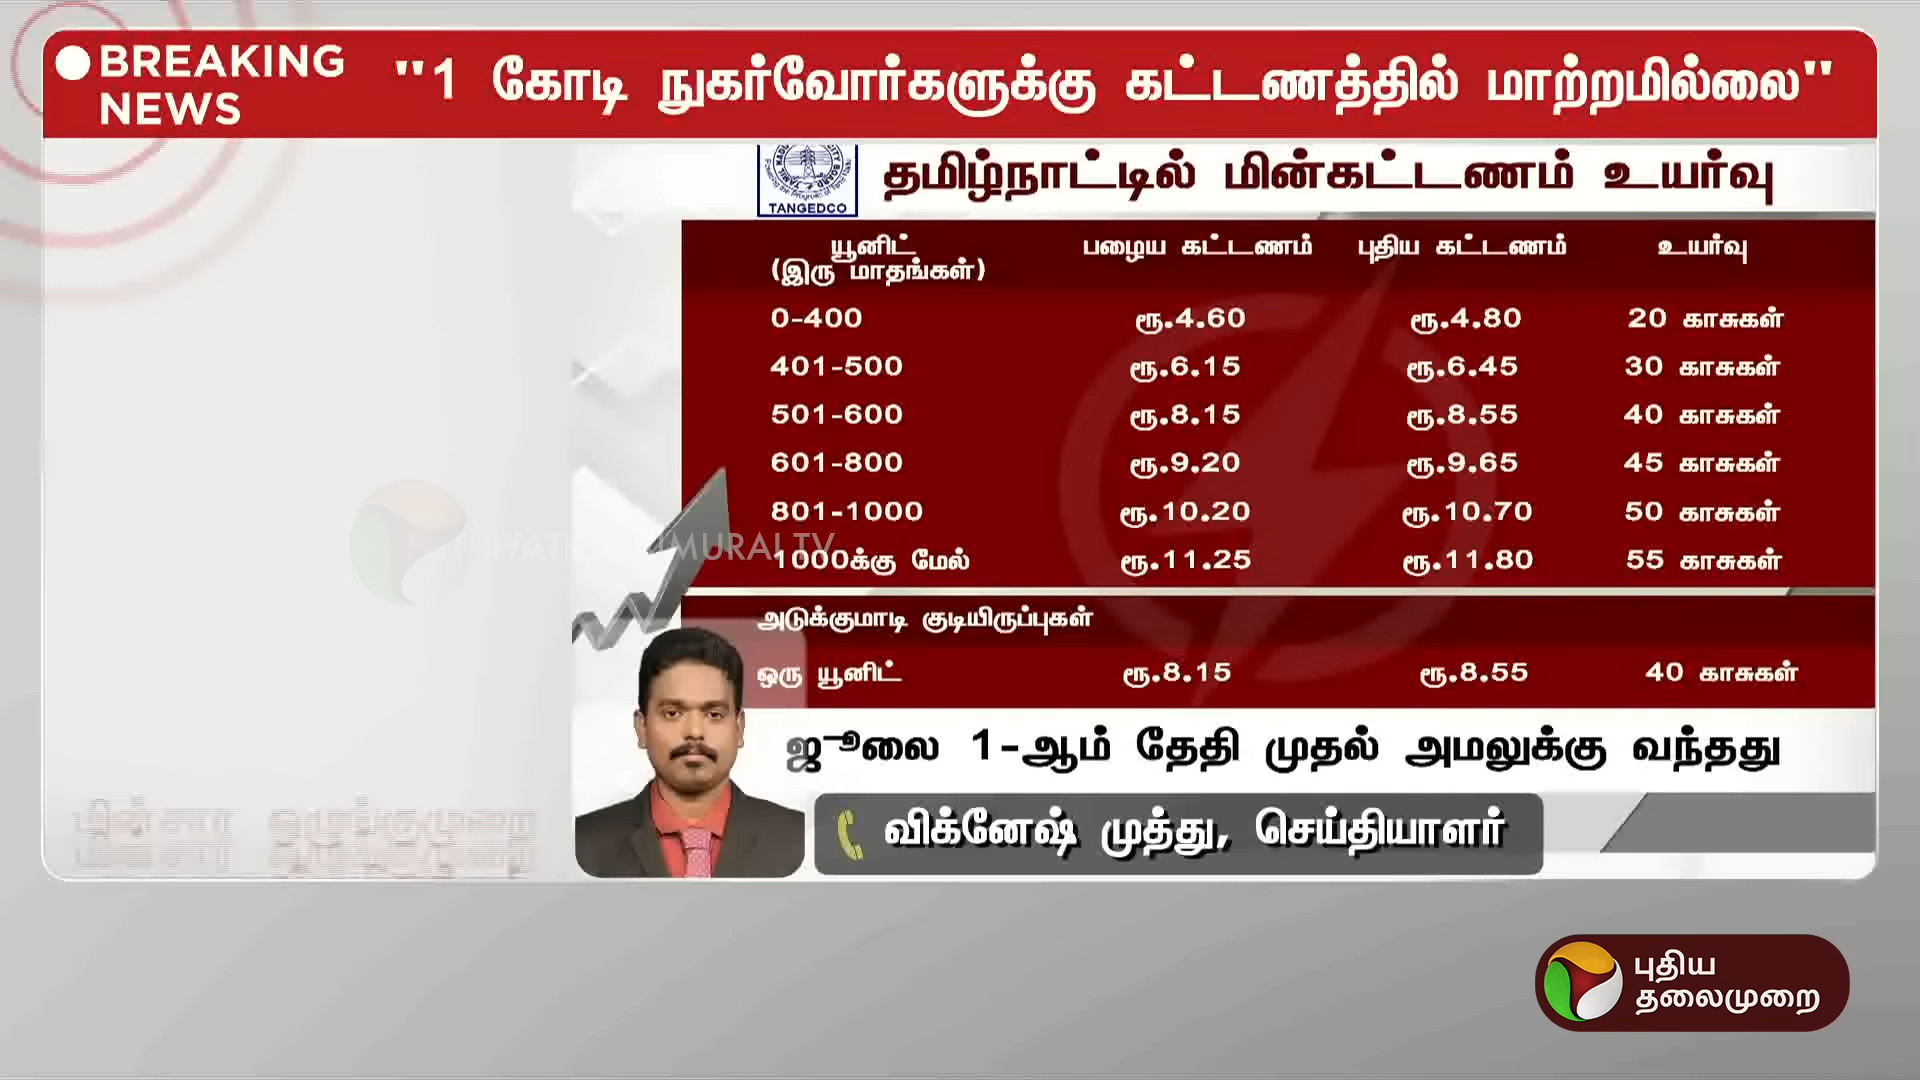 BREAKING
NEWS
"1 கோடி நுகர்வோர்களுக்கு கட்டணத்தில் மாற்றமில்லை"
TANGEDCO
தமிழ்நாட்டில் மின்கட்டணம் உயர்வு
யூனிட் (இரு மாதங்கள்) பழைய கட்டணம் புதிய கட்டணம் உயர்வு
0-400 ரூ.4.60 ரூ.4.80 20 காசுகள்
401-500 ரூ.6.15 ரூ.6.45 30 காசுகள்
501-600 ரூ.8.15 ரூ.8.55 40 காசுகள்
601-800 ரூ.9.20 ரூ.9.65 45 காசுகள்
801-1000 ரூ.10.20 ரூ.10.70 50 காசுகள்
1000க்கு மேல் ரூ.11.25 ரூ.11.80 55 காசுகள்
அடுக்குமாடி குடியிருப்புகள்
ஒரு யூனிட் ரூ.8.15 ரூ.8.55 40 காசுகள்
ஜூலை 1-ஆம் தேதி முதல் அமலுக்கு வந்தது
விக்னேஷ் முத்து, செய்தியாளர்
புதிய
தலைமுறை